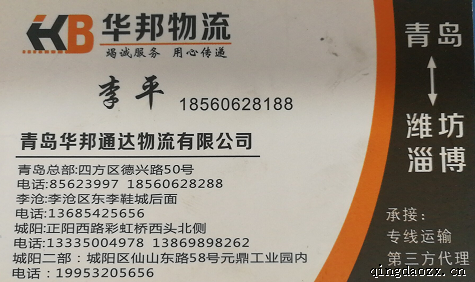 HB 华邦物流
竭诚服务 用心传递
李平 18560628188
青岛华邦通达物流有限公司
青岛总部:四方区德兴路50号
电话:85623997 18560628288
李沧:李沧区东李鞋城后面
电话:13685425656
城阳:正阳西路彩虹桥西头北侧
电话:13335004978 13869898262
城阳二部:城阳区仙山东路58号元鼎工业园内
电话:19953205656
青岛
潍坊
淄博
承接:
专线运输
第三方代理
qingdaozz.cn